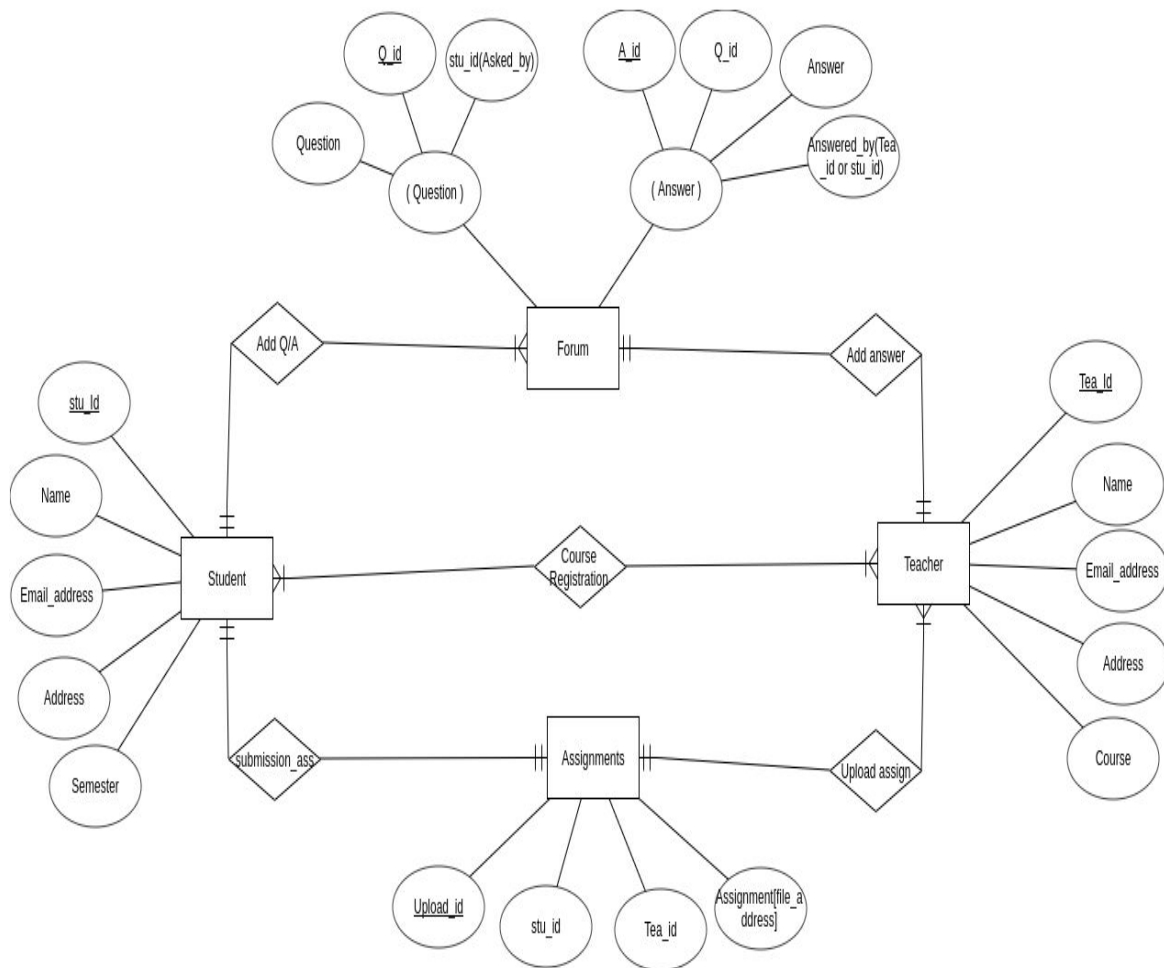 Q_id
stu_id(Asked_by)
A_id
Q_id
Answer
Question
Answered_by(Tea
_id or stu_id)
( Question )
( Answer )
Add Q/A
Forum
Add answer
stu_Id
Tea_Id
Name
Name
Course
Registration
Student
Teacher
Email_address
Email_address
Address
Address
submission_ass
Assignments
Upload assign
Semester
Course
Upload_id
stu_id
Tea_id
Assignment[file_a
ddress]